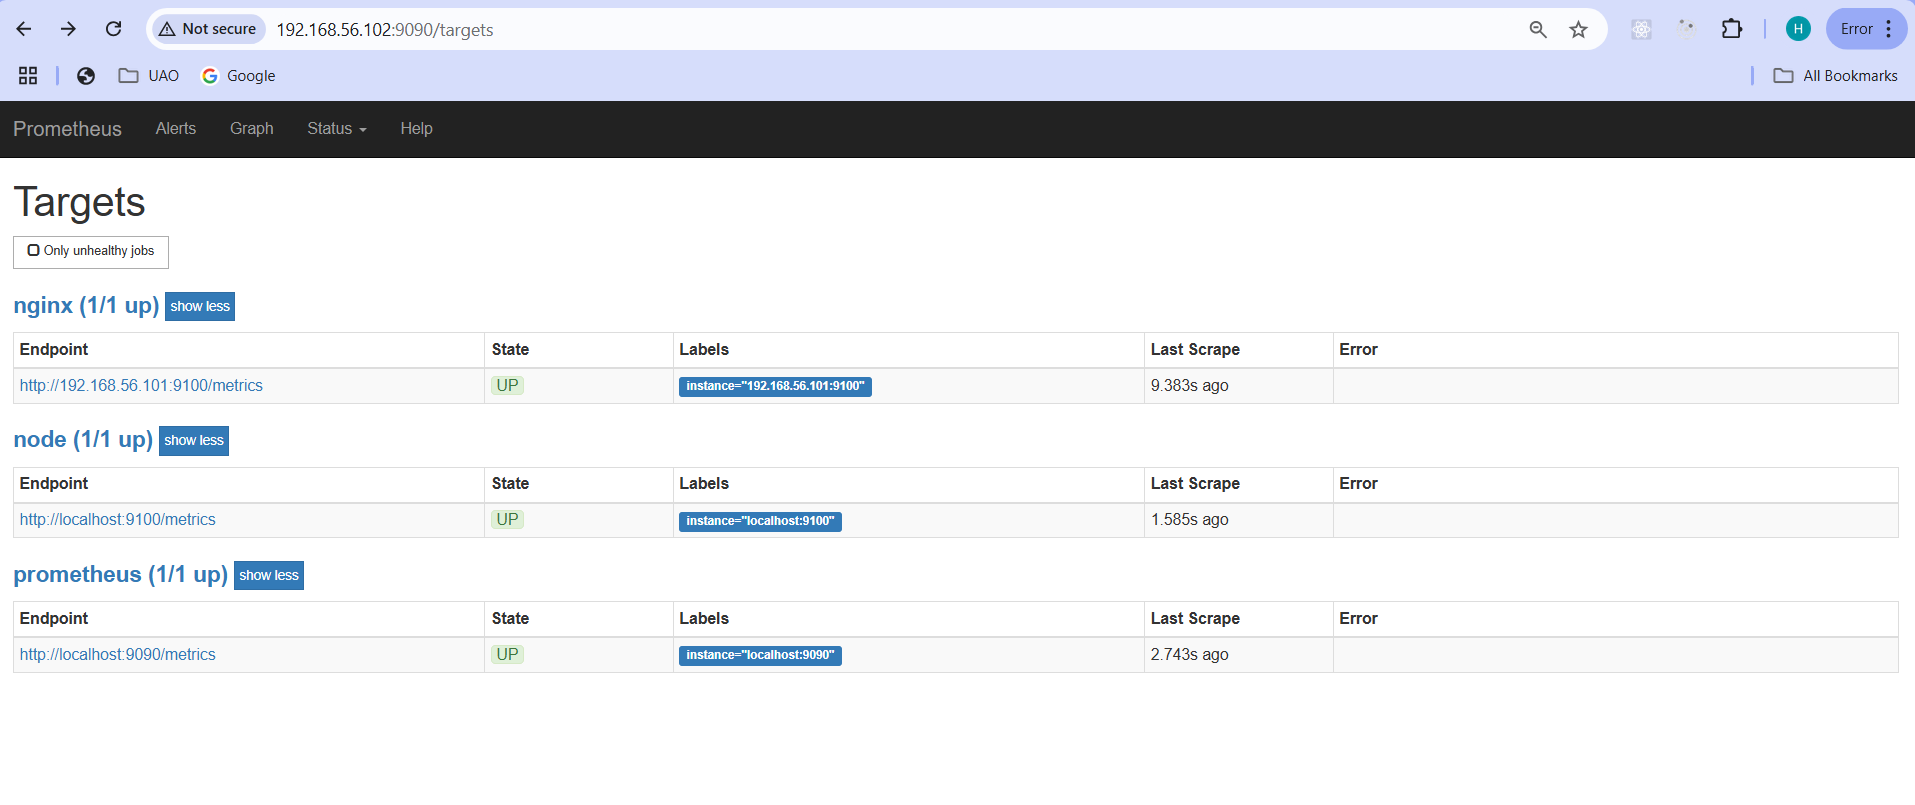 Not secure 192.168.56.102:9090/targets H Error
UAO Google All Bookmarks
Prometheus Alerts Graph Status Help
Targets
Only unhealthy jobs
nginx (1/1 up) show less
Endpoint State Labels Last Scrape Error
http://192.168.56.101:9100/metrics UP instance="192.168.56.101:9100" 9.383s ago
node (1/1 up) show less
Endpoint State Labels Last Scrape Error
http://localhost:9100/metrics UP instance="localhost:9100" 1.585s ago
prometheus (1/1 up) show less
Endpoint State Labels Last Scrape Error
http://localhost:9090/metrics UP instance="localhost:9090" 2.743s ago